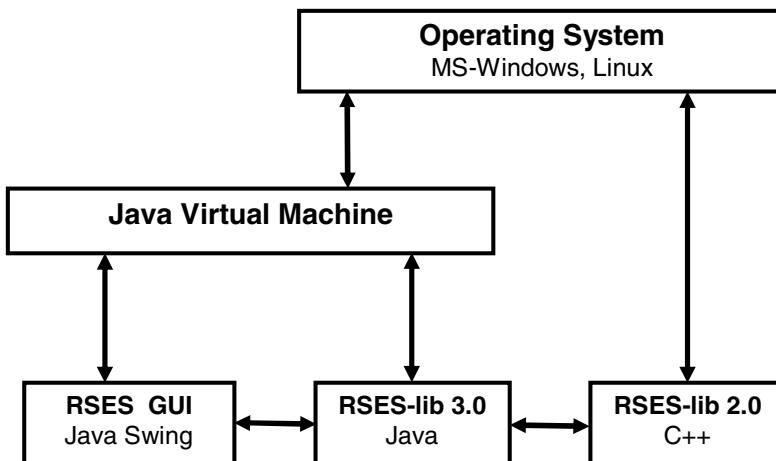 Operating System
MS-Windows, Linux
Java Virtual Machine
RSES GUI
Java Swing
RSES-lib 3.0
Java
RSES-lib 2.0
C++